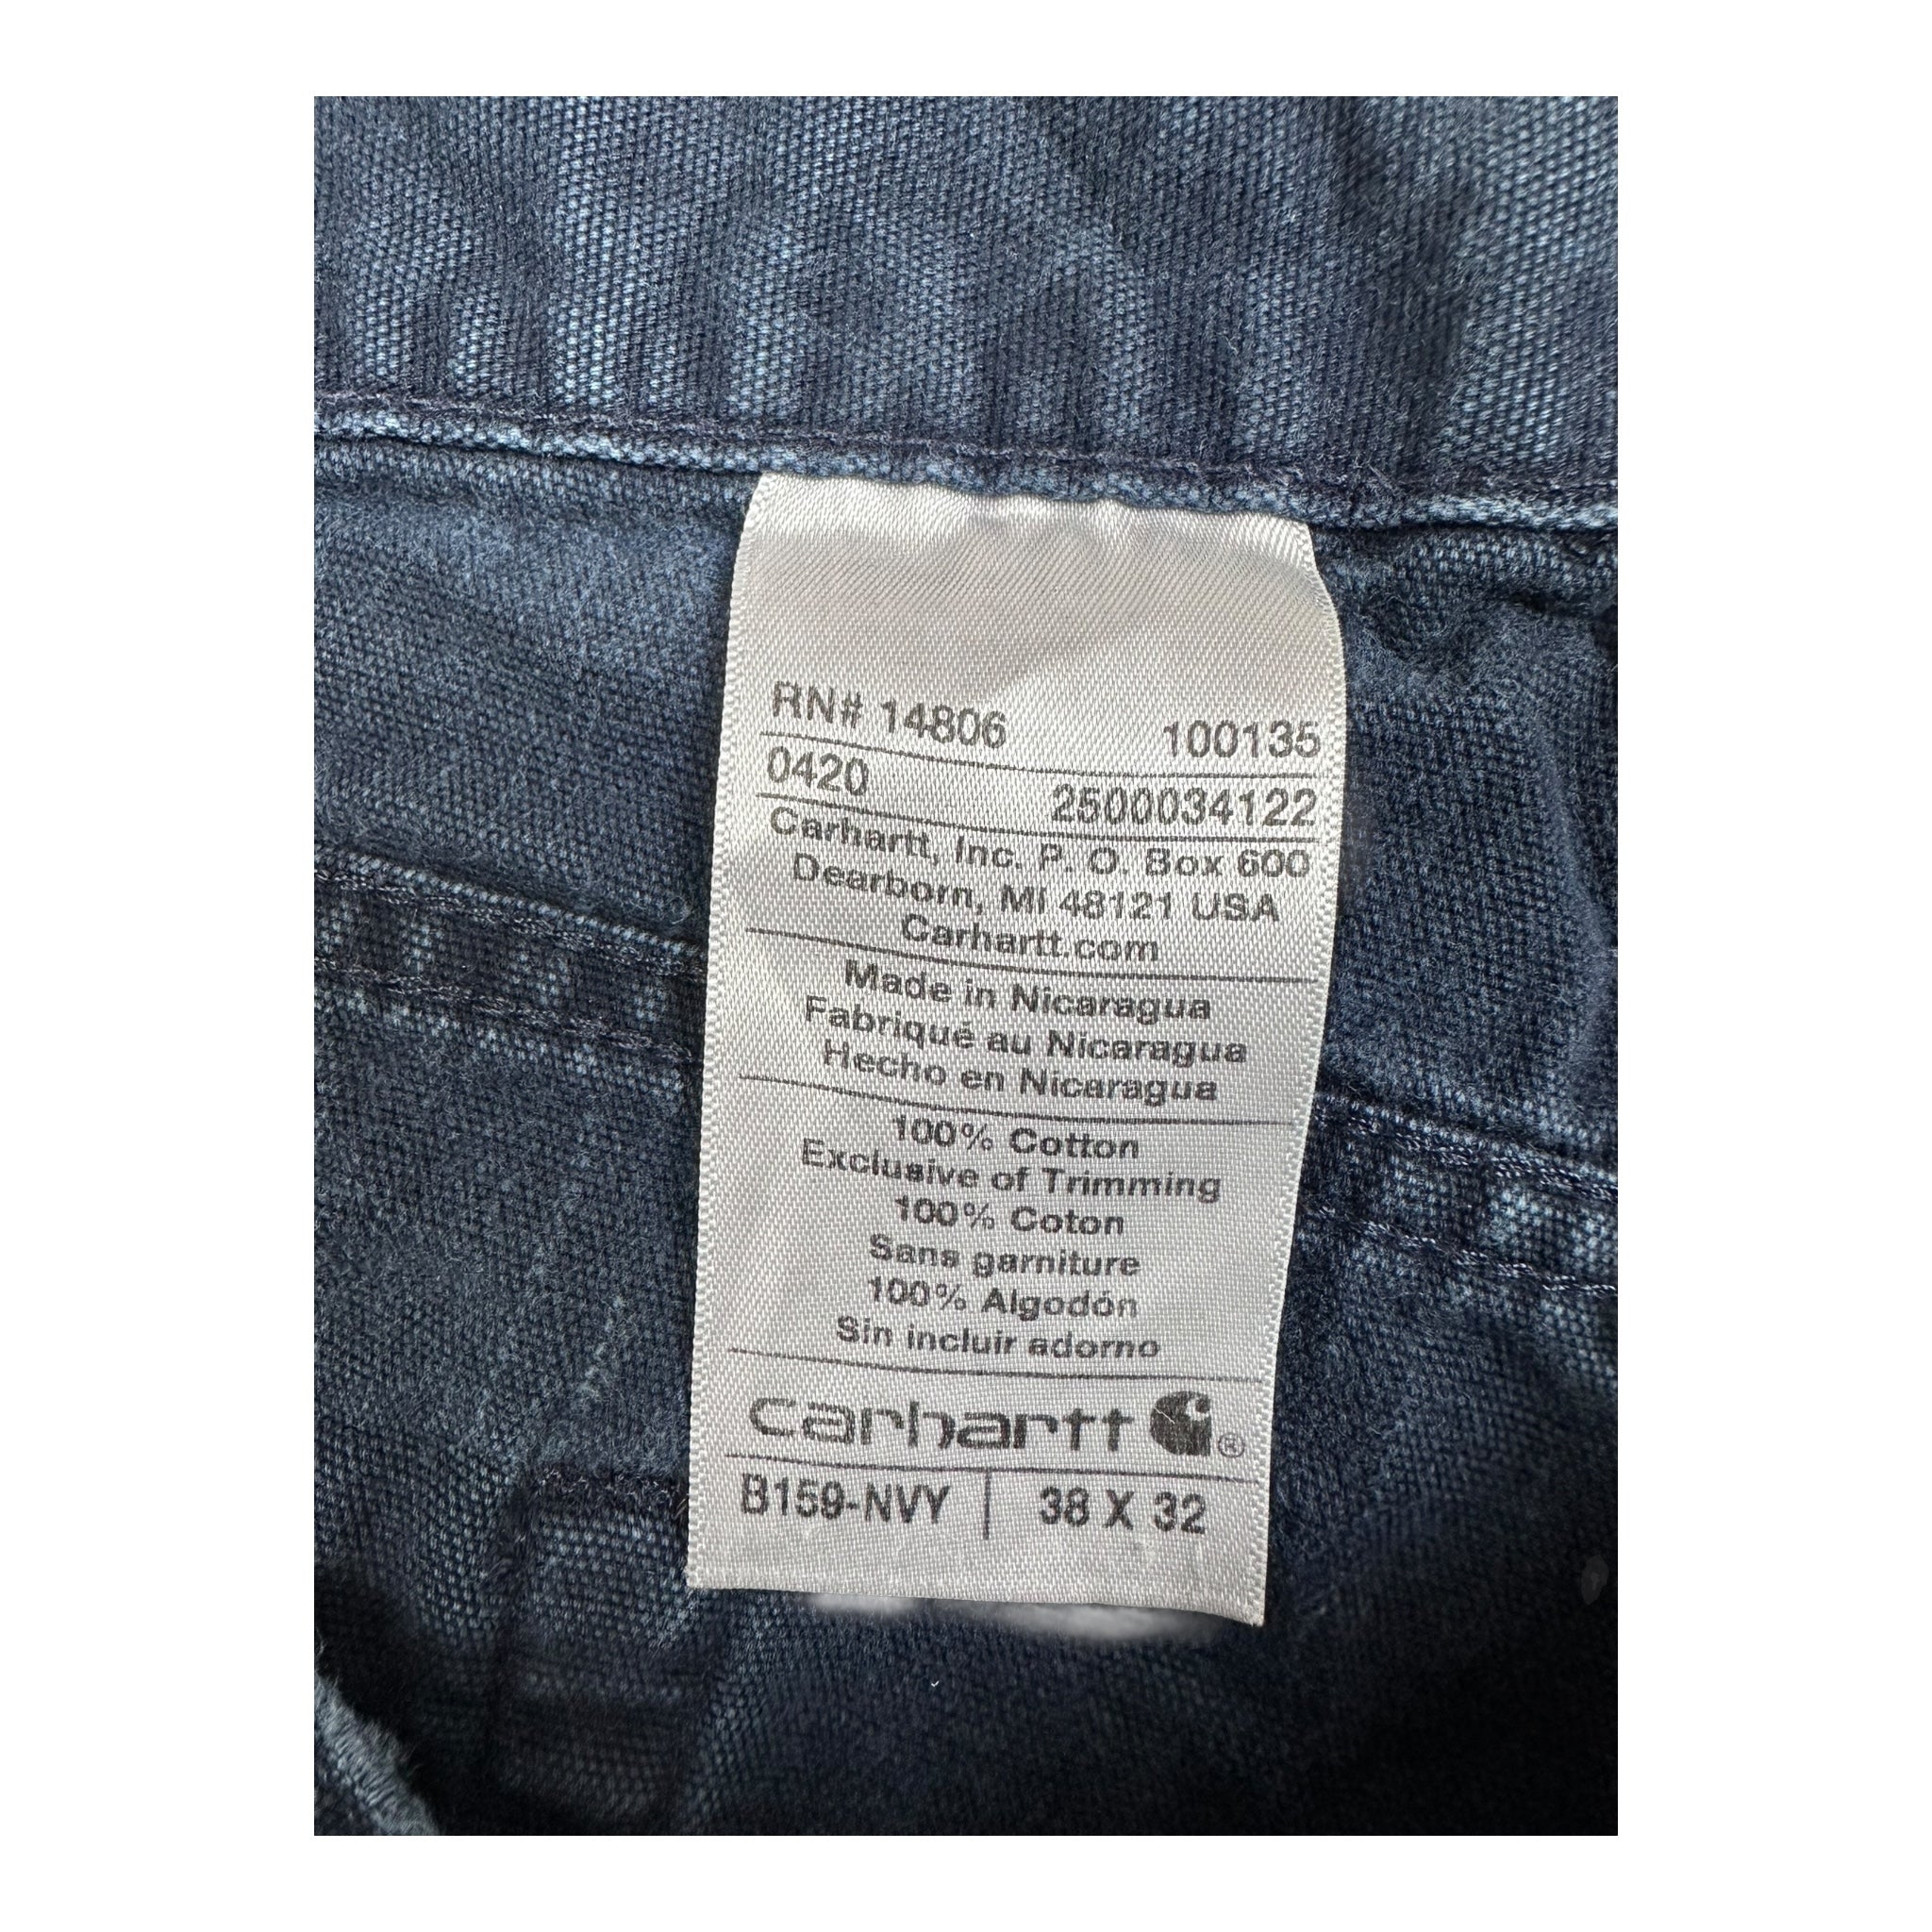 RN# 14806 100135
0420 2500034122
Carhartt, Inc. P. O. Box 600
Dearborn, MI 48121 USA
Carhartt.com
Made in Nicaragua
Fabriqué au Nicaragua
Hecho en Nicaragua
100% Cotton
Exclusive of Trimming
100% Coton
Sans garniture
100% Algodón
Sin incluir adorno
carhartt ®
B159-NVY | 38 X 32